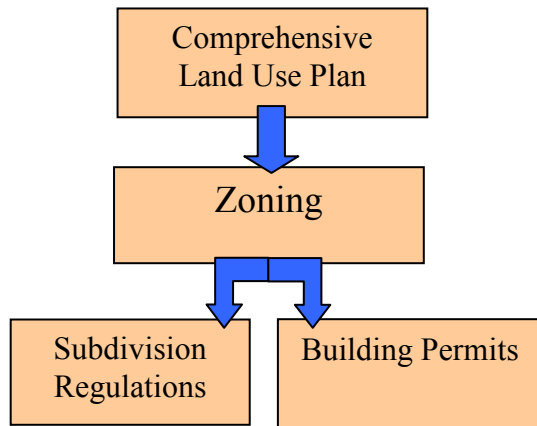 Comprehensive
Land Use Plan
Zoning
Subdivision
Regulations
Building Permits